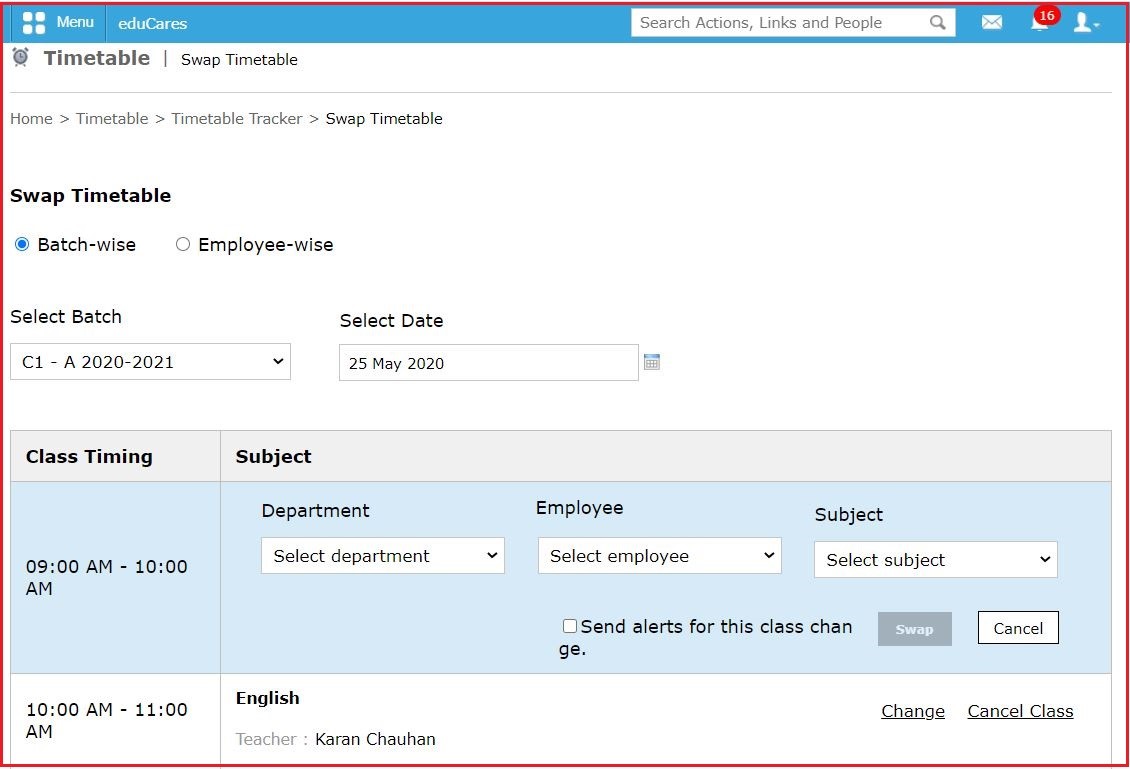 Menu eduCares Search Actions, Links and People 16
Timetable | Swap Timetable
Home > Timetable > Timetable Tracker > Swap Timetable
Swap Timetable
Batch-wise Employee-wise
Select Batch Select Date
C1 - A 2020-2021 25 May 2020
Class Timing Subject
Department Employee Subject
09:00 AM - 10:00
AM
Select department Select employee Select subject
Send alerts for this class chan
ge.
Swap Cancel
10:00 AM - 11:00
AM
English
Teacher : Karan Chauhan
Change Cancel Class